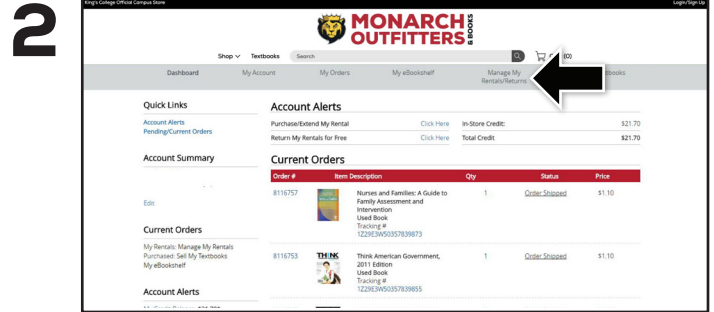 2
King's College Official Campus Store
Login/Sign Up
MONARCH
OUTFITTERS
& BOOKS
Shop
Textbooks
Search
(0)
Dashboard
My Account
My Orders
My eBookshelf
Manage My
Rentals/Returns
Quick Links
Account Alerts
Pending/Current Orders
Account Summary
Edit
Current Orders
My Rentals: Manage My Rentals
Purchased: Sell My Textbooks
My eBookshelf
Account Alerts
Account Alerts
Purchase/Extend My Rental Click Here In-Store Credit: $21.70
Return My Rentals for Free Click Here Total Credit $21.70
Current Orders
Order # Item Description Qty Status Price
8116757 Nurses and Families: A Guide to 1 Order Shipped $1.10
Family Assessment and
Intervention
Used Book
Tracking #
1Z29E3W50357839873
8116753 THINK Think American Government, 1 Order Shipped $1.10
2011 Edition
Used Book
Tracking #
1Z29E3W50357839855